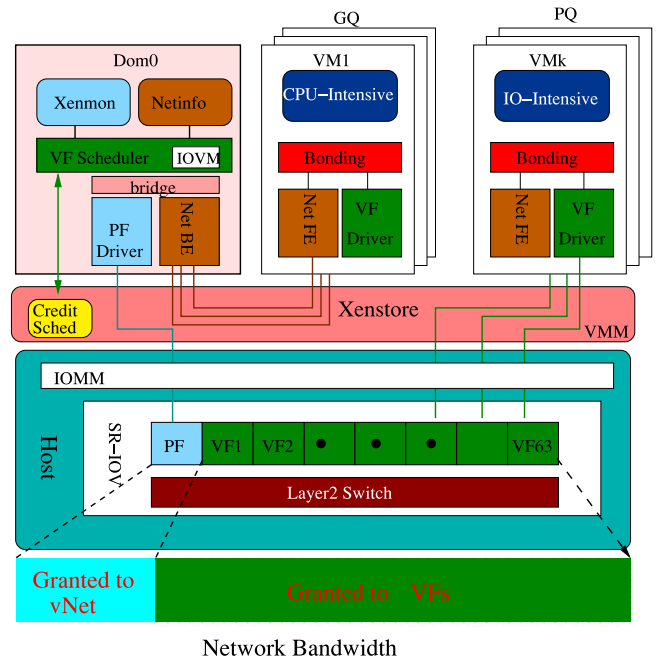 GQ
PQ
Dom0
VM1
VMk
Xenmon
Netinfo
CPU−Intensive
IO−Intensive
VF Scheduler
IOVM
Bonding
Bonding
bridge
PF
Driver
Net BE
Net FE
VF
Driver
Net FE
VF
Driver
Credit
Sched
Xenstore
VMM
IOMM
Host
SR−IOV
PF
VF1
VF2
VF63
Layer2 Switch
Granted to
vNet
Granted to VFs
Network Bandwidth